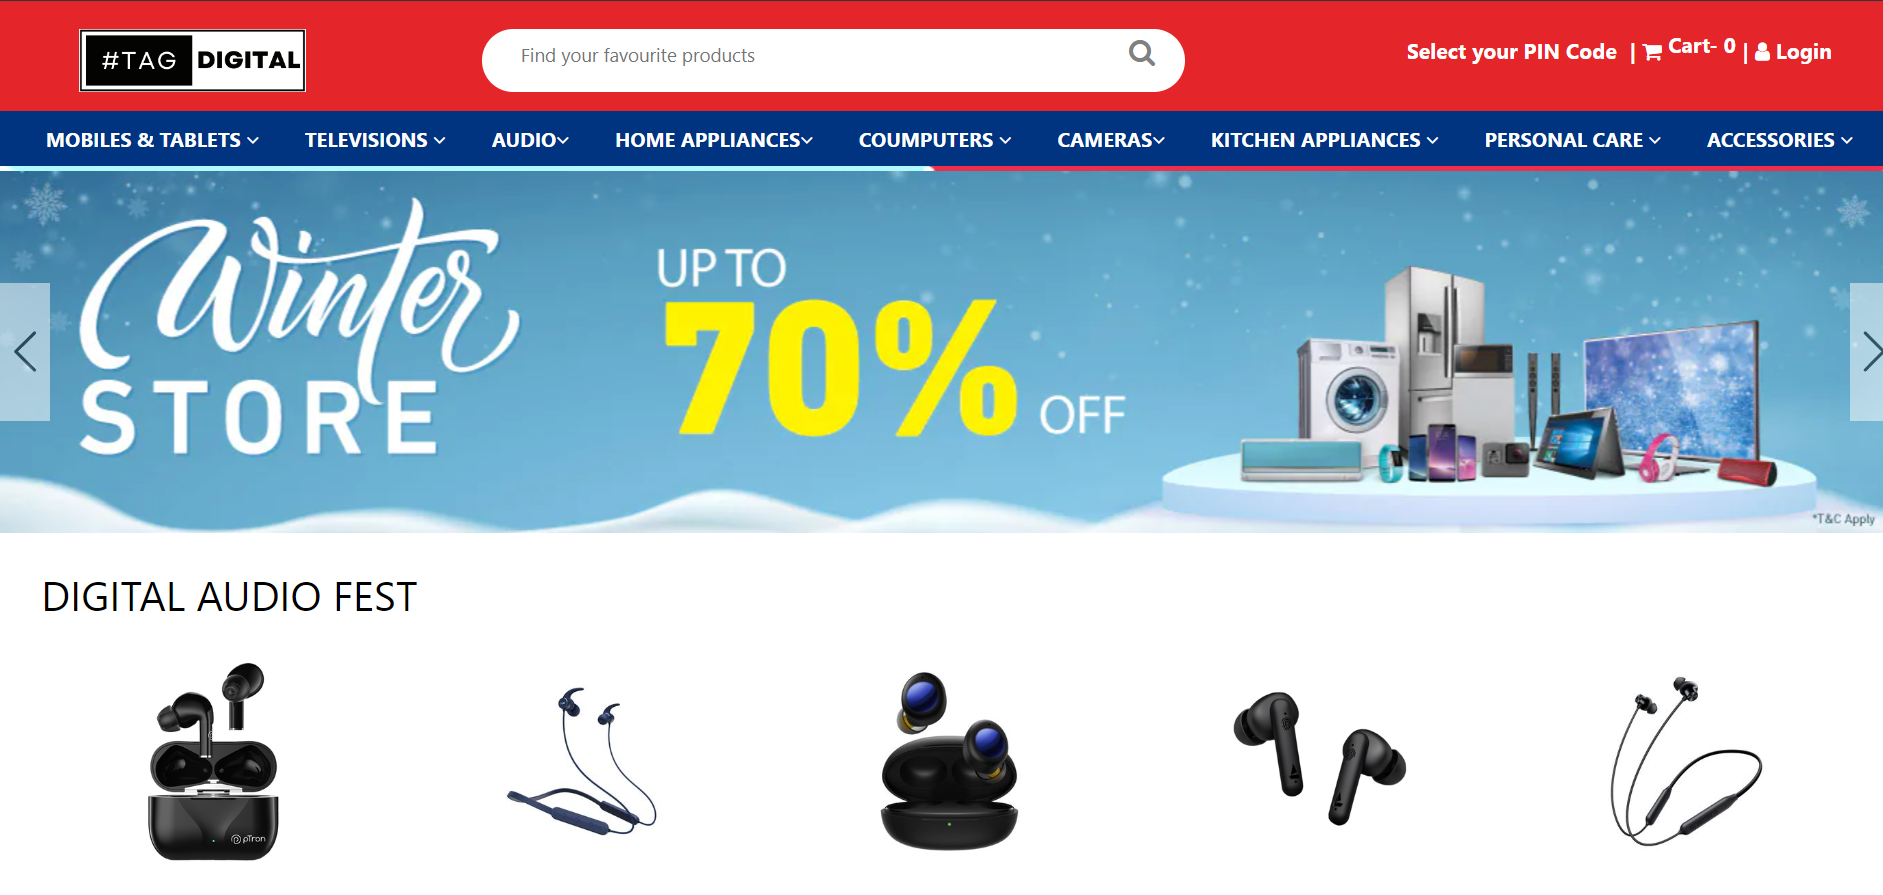 #TAG DIGITAL
Find your favourite products
Select your PIN Code | Cart- 0 | Login
MOBILES & TABLETS TELEVISIONS AUDIO HOME APPLIANCES COUMPUTERS CAMERAS KITCHEN APPLIANCES PERSONAL CARE ACCESSORIES
Winter
STORE
UP TO
70%
OFF
*T&C Apply
DIGITAL AUDIO FEST
pTron